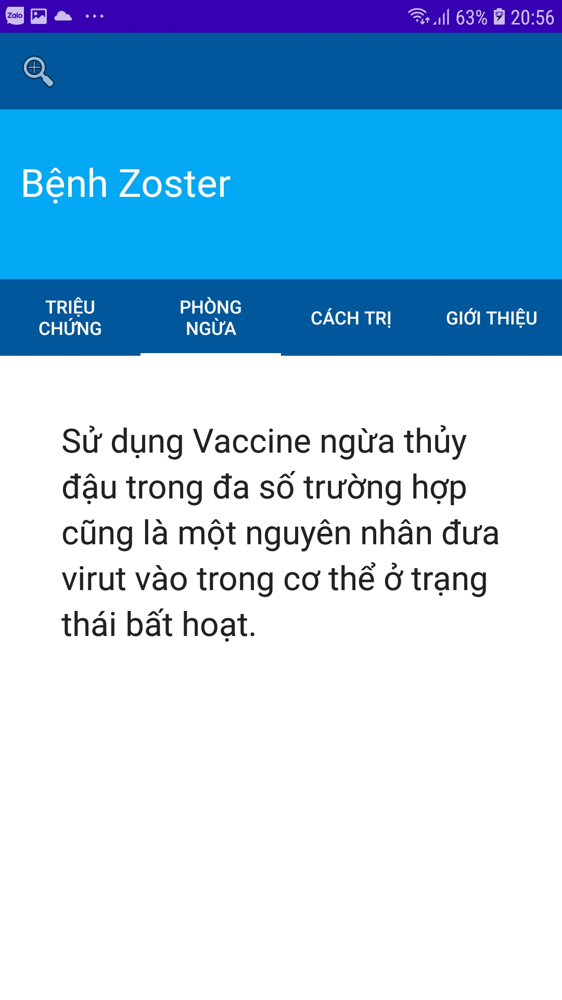 Zalo 63% 20:56
Bệnh Zoster
TRIỆU
CHỨNG
PHÒNG
NGỪA
CÁCH TRỊ
GIỚI THIỆU
Sử dụng Vaccine ngừa thủy
đậu trong đa số trường hợp
cũng là một nguyên nhân đưa
virut vào trong cơ thể ở trạng
thái bất hoạt.